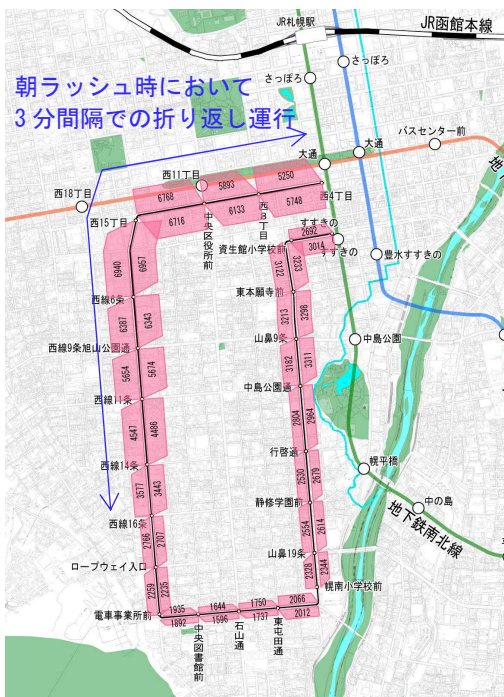 JR函館本線
JR札幌駅
朝ラッシュ時において
3分間隔での折り返し運行
さっぽろ
さっぽろ
バスセンター前
大通
大通
西11丁目
西18丁目
5250
5893
6768
西4丁目
5748
6133
6716
西8丁目
中央区役所前
西15丁目
すすきの
すすきの
2692
3014
資生館小学校前
豊水すすきの
3122
3323
6940
6957
東本願寺前
西線6条
3213
3298
6387
6343
山鼻9条
中島公園
西線9条旭山公園通
3182
3311
5654
5674
中島公園通
西線11条
2804
2964
4547
4486
行啓通
幌平橋
西線14条
2530
2679
3577
3443
静修学園前
中の島
西線16条
2554
2614
地下鉄南北線
2766
2707
山鼻19条
ロープウェイ入口
2328
2344
2259
2235
幌南小学校前
電車事業所前
1935
1644
1750
2066
1892
1596
1737
2012
中央図書館前
石山通
東屯田通